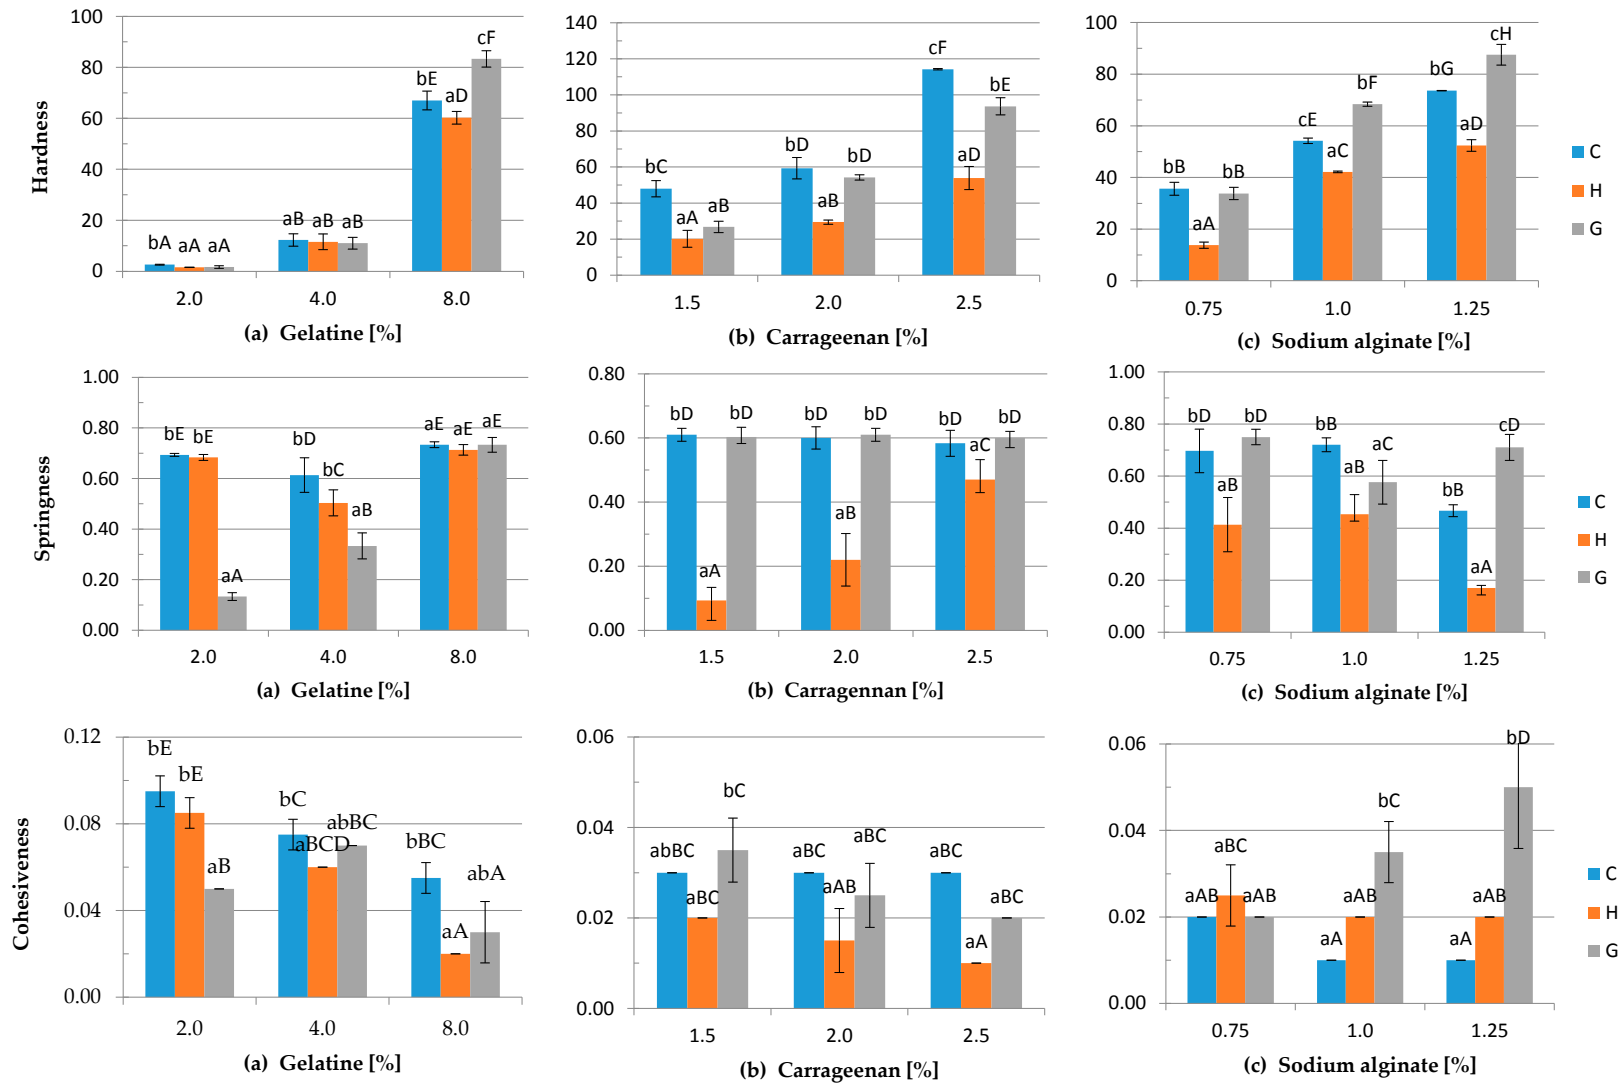 Hardness
100
80
60
40
20
0
bA aA aA
aB aB aB
bE aD cF
2.0 4.0 8.0
(a) Gelatine [%]
140
120
100
80
60
40
20
0
bC aA aB
bD aB bD
cF aD bE
1.5 2.0 2.5
(b) Carrageenan [%]
100
80
60
40
20
0
bB aA bB
cE aC bF
bG aD cH
0.75 1.0 1.25
(c) Sodium alginate [%]
C
H
G
Springness
1.00
0.80
0.60
0.40
0.20
0.00
bE bE aA
bD bC aB
aE aE aE
2.0 4.0 8.0
(a) Gelatine [%]
0.80
0.60
0.40
0.20
0.00
bD aA bD
bD aB bD
bD aC bD
1.5 2.0 2.5
(b) Carragennan [%]
1.00
0.80
0.60
0.40
0.20
0.00
bD aB bD
bB aB aC
bB aA cD
0.75 1.0 1.25
(c) Sodium alginate [%]
C
H
G
Cohesiveness
0.12
0.08
0.04
0.00
bE bE aB
bC aBCD abBC
bBC aA abA
2.0 4.0 8.0
(a) Gelatine [%]
0.06
0.04
0.02
0.00
abBC aBC bC
aBC aAB aBC
aBC aA aBC
1.5 2.0 2.5
(b) Carrageenan [%]
0.06
0.04
0.02
0.00
aAB aBC aAB
aA aAB bC
aA aAB bD
0.75 1.0 1.25
(c) Sodium alginate [%]
C
H
G